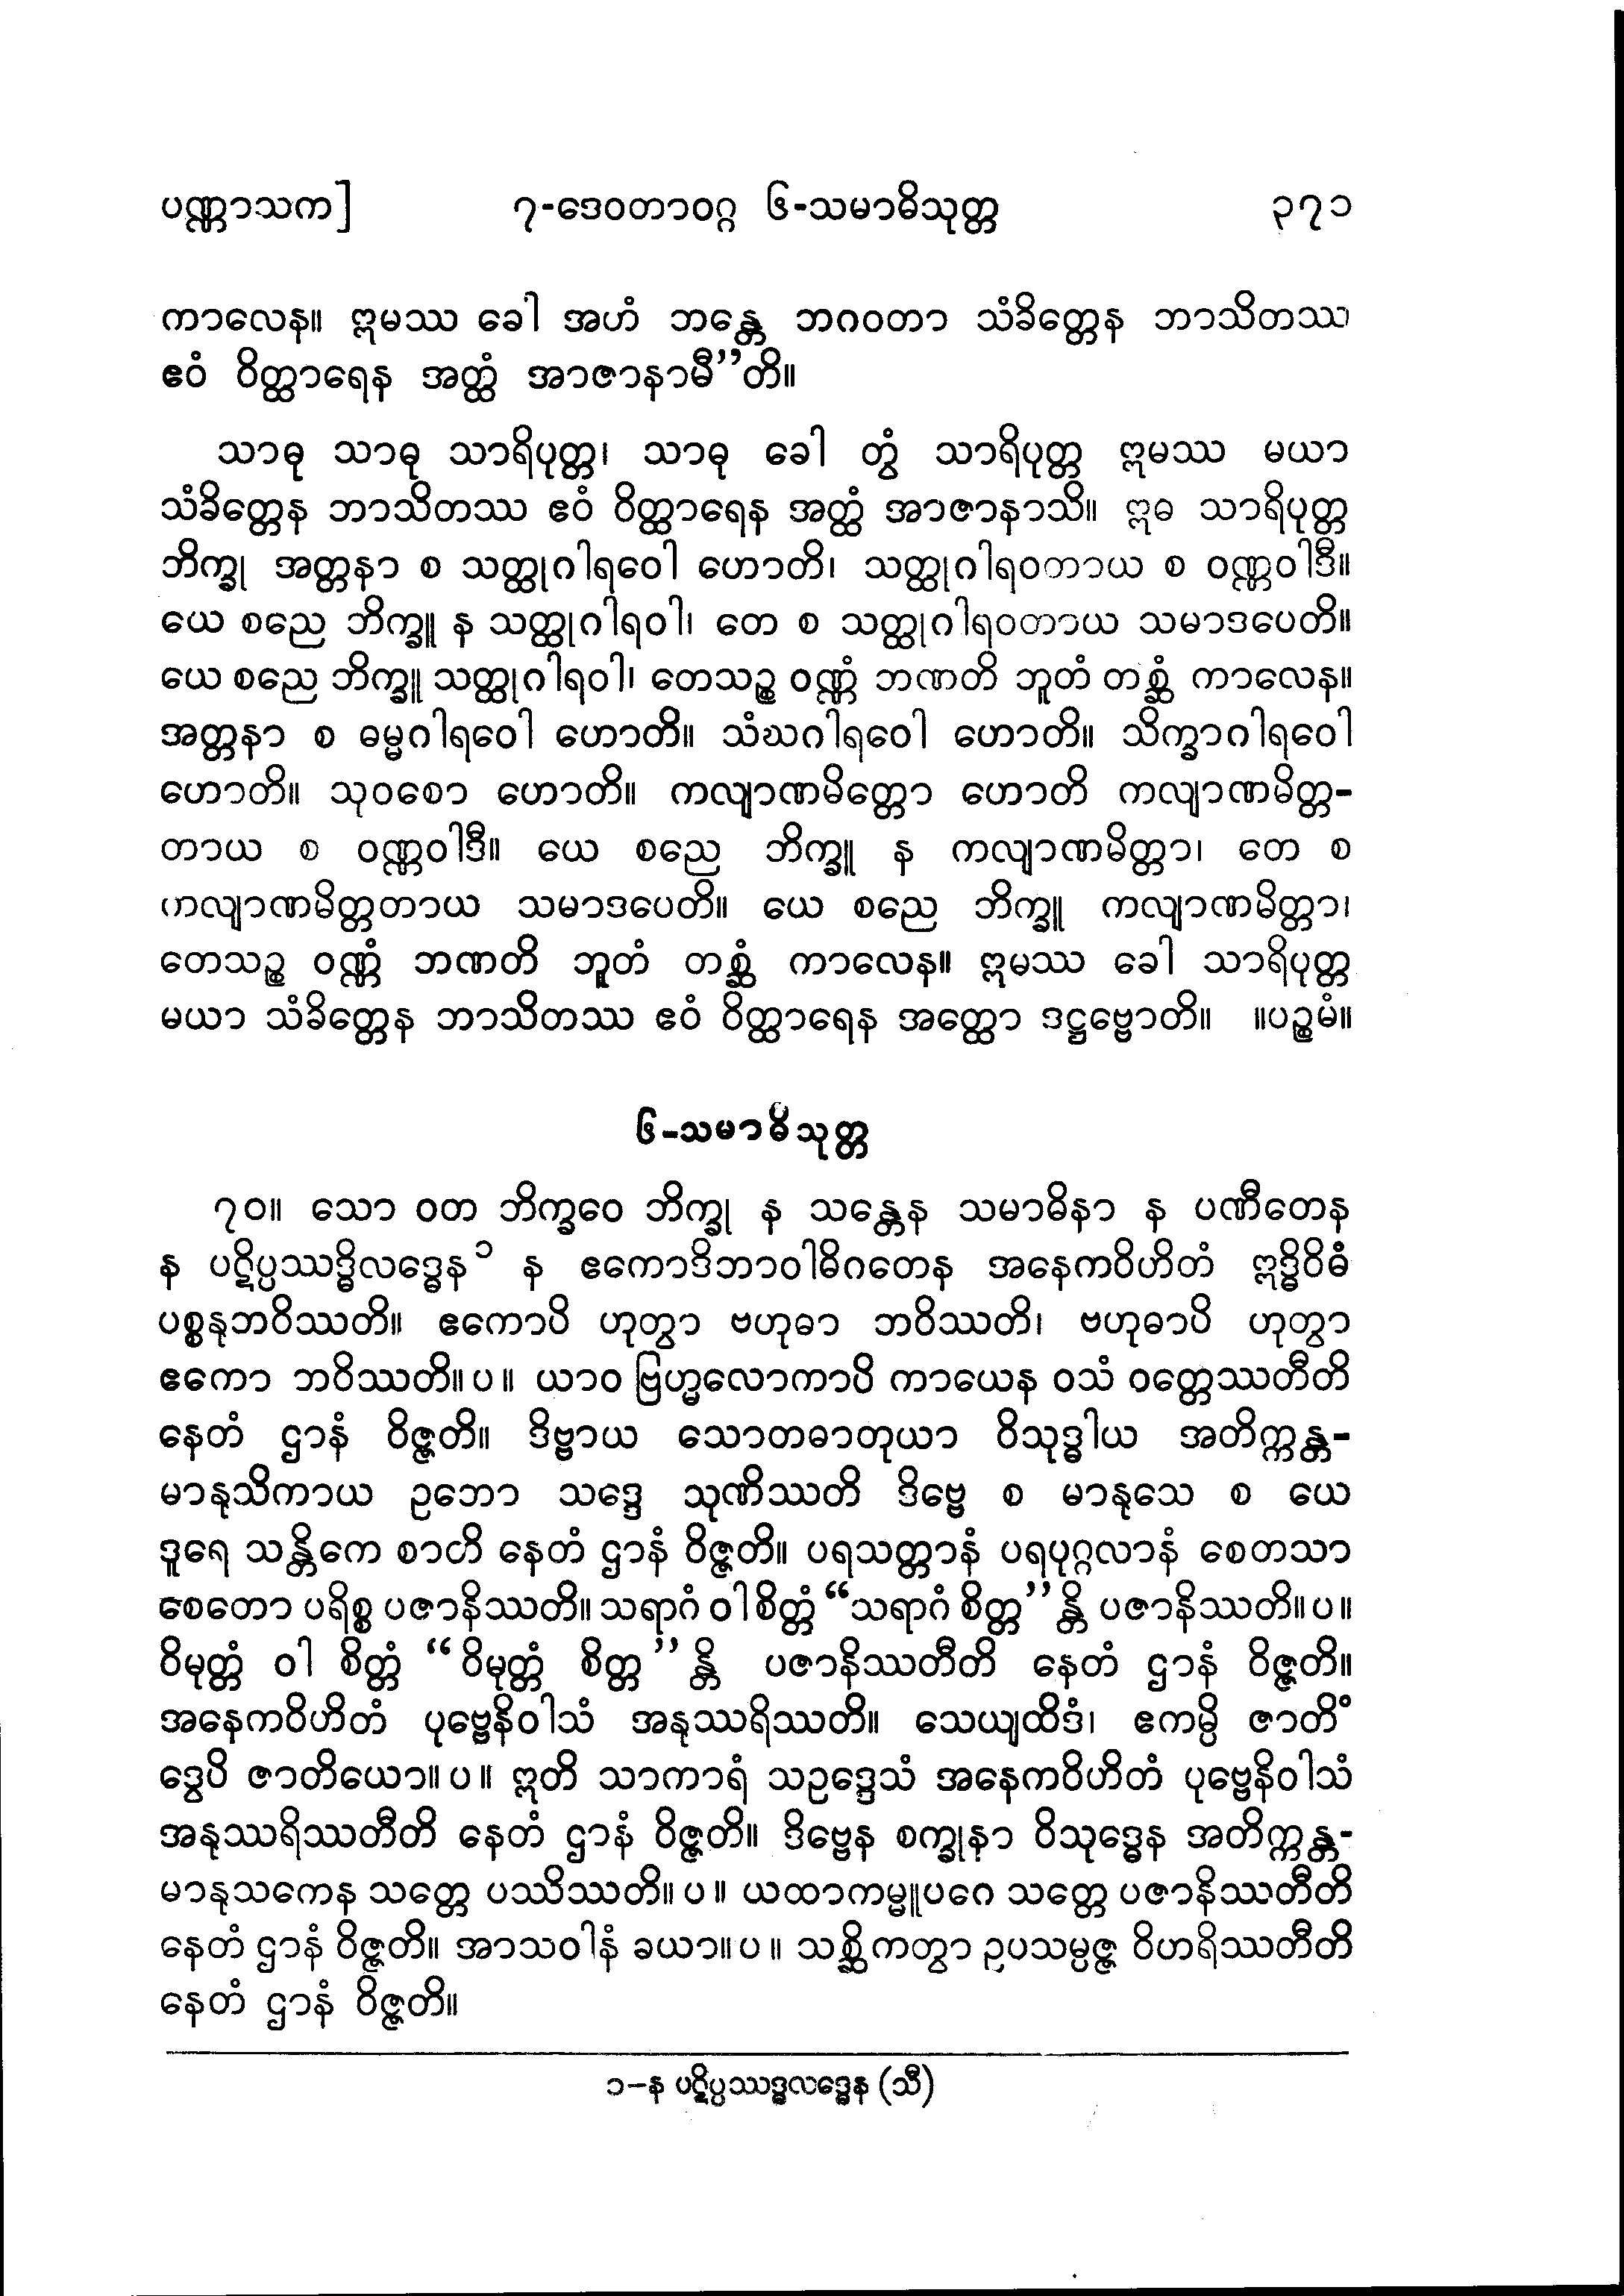 ပဏ္ဏာသက] ၇-ဒေဝတာဝဂ္ဂ ၆-သမာဓိသုတ္တ ၃၇၁
ကာလေန။ ဣမဿ ခေါ အဟံ ဘန္တေ ဘဂဝတာ သံခိတ္တေန ဘာသိတဿ
ဧဝံ ဝိတ္ထာရေန အတ္ထံ အာဇာနာမီ”တိ။
သာဓု သာဓု သာရိပုတ္တ၊ သာဓု ခေါ တွံ သာရိပုတ္တ ဣမဿ မယာ
သံခိတ္တေန ဘာသိတဿ ဧဝံ ဝိတ္ထာရေန အတ္ထံ အာဇာနာသိ။ ဣဓ သာရိပုတ္တ
ဘိက္ခု အတ္တနာ စ သတ္ထုဂါရဝေါ ဟောတိ၊ သတ္ထုဂါရဝတာယ စ ဝဏ္ဏဝါဒီ။
ယေ စညေ ဘိက္ခူ န သတ္ထုဂါရဝါ၊ တေ စ သတ္ထုဂါရဝတာယ သမာဒပေတိ။
ယေ စညေ ဘိက္ခူ သတ္ထုဂါရဝါ၊ တေသဉ္စ ဝဏ္ဏံ ဘဏတိ ဘူတံ တစ္ဆံ ကာလေန။
အတ္တနာ စ ဓမ္မဂါရဝေါ ဟောတိ။ သံဃဂါရဝေါ ဟောတိ။ သိက္ခာဂါရဝေါ
ဟောတိ။ သုဝစော ဟောတိ။ ကလျာဏမိတ္တော ဟောတိ ကလျာဏမိတ္တ-
တာယ စ ဝဏ္ဏဝါဒီ။ ယေ စညေ ဘိက္ခူ န ကလျာဏမိတ္တာ၊ တေ စ
ကလျာဏမိတ္တတာယ သမာဒပေတိ။ ယေ စညေ ဘိက္ခူ ကလျာဏမိတ္တာ၊
တေသဉ္စ ဝဏ္ဏံ ဘဏတိ ဘူတံ တစ္ဆံ ကာလေန။ ဣမဿ ခေါ သာရိပုတ္တ
မယာ သံခိတ္တေန ဘာသိတဿ ဧဝံ ဝိတ္ထာရေန အတ္ထော ဒဋ္ဌဗ္ဗောတိ။ ။ပဉ္စမံ။
၆-သမာဓိသုတ္တ
၇၀။ သော ဝတ ဘိက္ခဝေ ဘိက္ခု န သန္တေန သမာဓိနာ န ပဏီတေန
န ပဋိပ္ပဿဒ္ဓိလဒ္ဓေန၁ န ဧကောဒိဘာဝါဓိဂတေန အနေကဝိဟိတံ ဣဒ္ဓိဝိဓံ
ပစ္စနုဘဝိဿတိ။ ဧကောပိ ဟုတွာ ဗဟုဓာ ဘဝိဿတိ၊ ဗဟုဓာပိ ဟုတွာ
ဧကော ဘဝိဿတိ။ပ။ ယာဝ ဗြဟ္မလောကာပိ ကာယေန ဝသံ ဝတ္တေဿတီတိ
နေတံ ဌာနံ ဝိဇ္ဇတိ။ ဒိဗ္ဗာယ သောတဓာတုယာ ဝိသုဒ္ဓါယ အတိက္ကန္တ-
မာနုသိကာယ ဥဘော သဒ္ဒေ သုဏိဿတိ ဒိဗ္ဗေ စ မာနုသေ စ ယေ
ဒူရေ သန္တိကေ စာတိ နေတံ ဌာနံ ဝိဇ္ဇတိ။ ပရသတ္တာနံ ပရပုဂ္ဂလာနံ စေတသာ
စေတော ပရိစ္စ ပဇာနိဿတိ။ သရာဂံ ဝါ စိတ္တံ “သရာဂံ စိတ္တ”န္တိ ပဇာနိဿတိ။ပ။
ဝိမုတ္တံ ဝါ စိတ္တံ “ဝိမုတ္တံ စိတ္တ”န္တိ ပဇာနိဿတီတိ နေတံ ဌာနံ ဝိဇ္ဇတိ။
အနေကဝိဟိတံ ပုဗ္ဗေနိဝါသံ အနုဿရိဿတိ။ သေယျထိဒံ၊ ဧကမ္ပိ ဇာတိံ
ဒွေပိ ဇာတိယော။ပ။ ဣတိ သာကာရံ သဥဒ္ဒေသံ အနေကဝိဟိတံ ပုဗ္ဗေနိဝါသံ
အနုဿရိဿတီတိ နေတံ ဌာနံ ဝိဇ္ဇတိ။ ဒိဗ္ဗေန စက္ခုနာ ဝိသုဒ္ဓေန အတိက္ကန္တ-
မာနုသကေန သတ္တေ ပဿိဿတိ။ပ။ ယထာကမ္မူပဂေ သတ္တေ ပဇာနိဿတီတိ
နေတံ ဌာနံ ဝိဇ္ဇတိ။ အာသဝါနံ ခယာ။ပ။ သစ္ဆိကတွာ ဥပသမ္ပဇ္ဇ ဝိဟရိဿတီတိ
နေတံ ဌာနံ ဝိဇ္ဇတိ။
၁-န ပဋိပ္ပဿဒ္ဓလဒ္ဓေန (သီ)